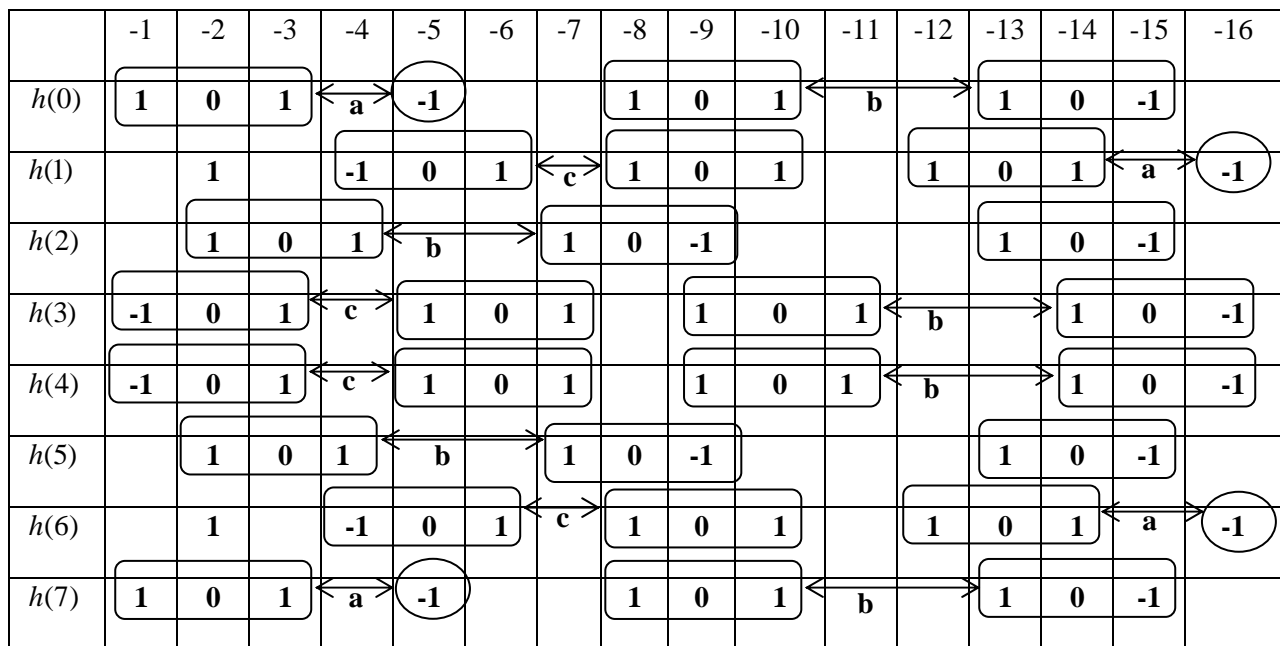 -1 -2 -3 -4 -5 -6 -7 -8 -9 -10 -11 -12 -13 -14 -15 -16
h(0) 1 0 1 a -1 1 0 1 b 1 0 -1
h(1) 1 -1 0 1 c 1 0 1 1 0 1 a -1
h(2) 1 0 1 b 1 0 -1 1 0 -1
h(3) -1 0 1 c 1 0 1 1 0 1 b 1 0 -1
h(4) -1 0 1 c 1 0 1 1 0 1 b 1 0 -1
h(5) 1 0 1 b 1 0 -1 1 0 -1
h(6) 1 -1 0 1 c 1 0 1 1 0 1 a -1
h(7) 1 0 1 a -1 1 0 1 b 1 0 -1